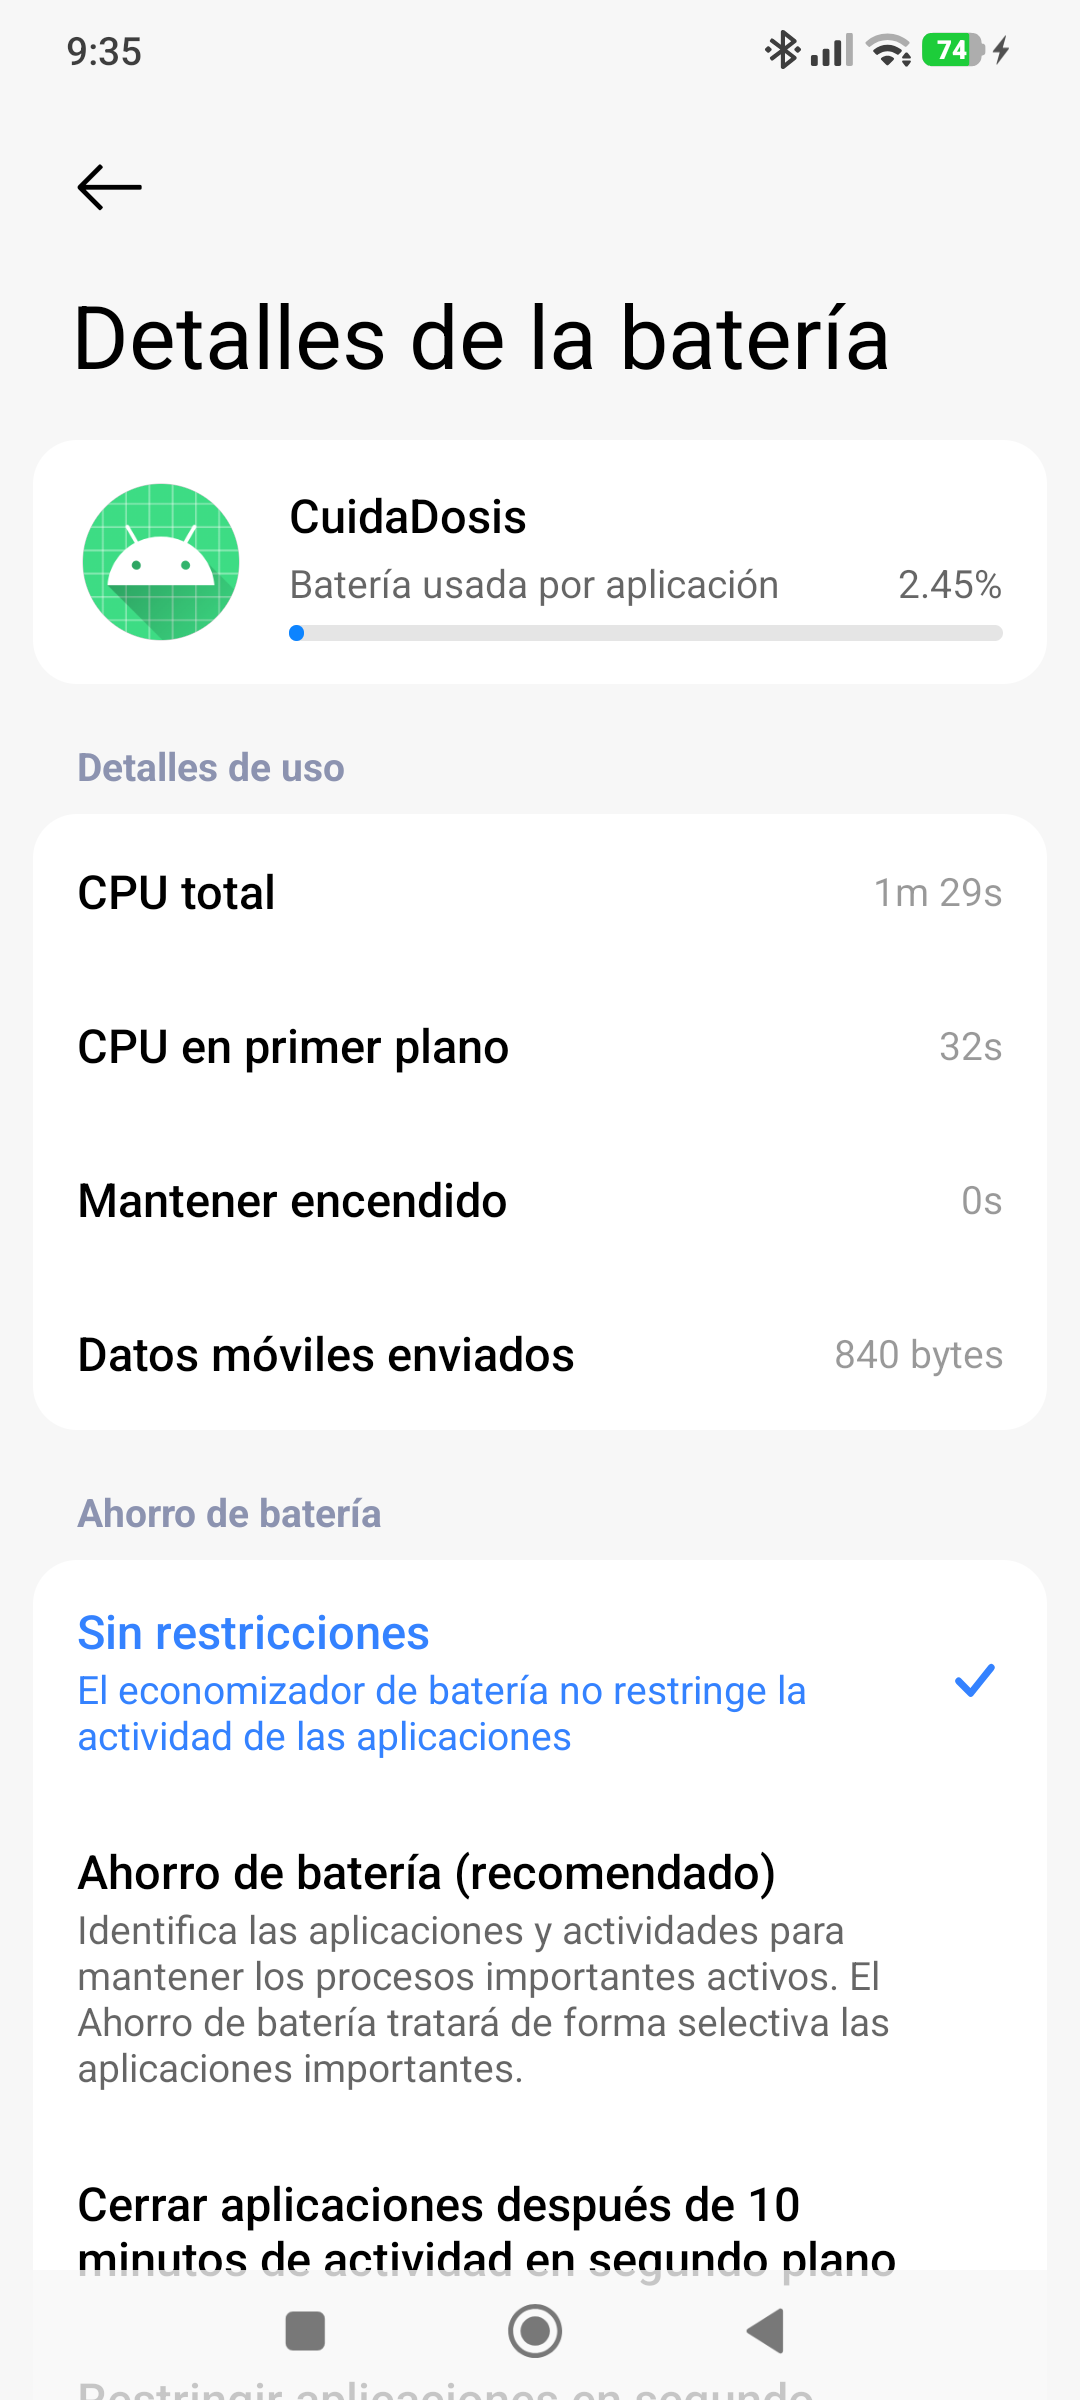 9:35
74
Detalles de la batería
CuidaDosis
Batería usada por aplicación 2.45%
Detalles de uso
CPU total 1m 29s
CPU en primer plano 32s
Mantener encendido 0s
Datos móviles enviados 840 bytes
Ahorro de batería
Sin restricciones
El economizador de batería no restringe la
actividad de las aplicaciones
Ahorro de batería (recomendado)
Identifica las aplicaciones y actividades para
mantener los procesos importantes activos. El
Ahorro de batería tratará de forma selectiva las
aplicaciones importantes.
Cerrar aplicaciones después de 10
minutos de actividad en segundo plano
Restringir aplicaciones en segundo